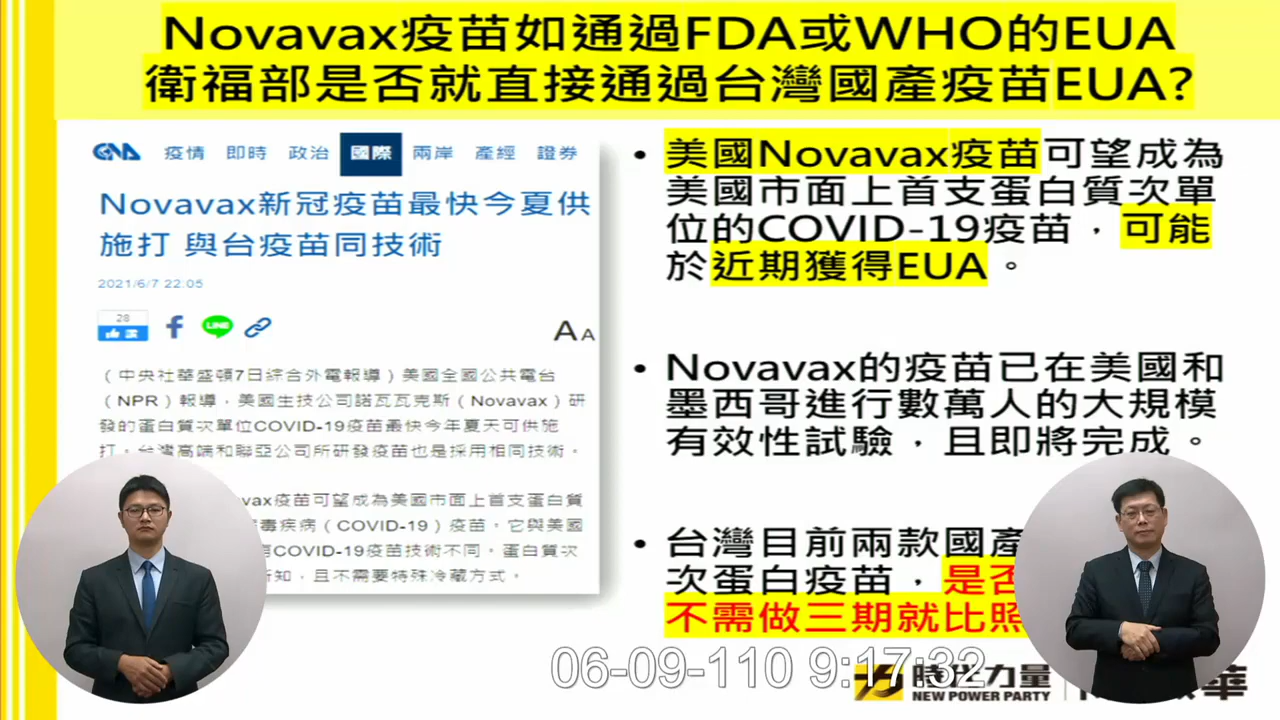 Novavax疫苗如通過FDA或WHO的EUA
衛福部是否就直接通過台灣國產疫苗EUA?
CNA 疫情 即時 政治 國際 兩岸 產經 證券
Novavax新冠疫苗最快今夏供
施打 與台疫苗同技術
2021/6/7 22:05
28
讚
LINE
AA
（中央社華盛頓7日綜合外電報導）美國全國公共電台
（NPR）報導，美國生技公司諾瓦瓦克斯（Novavax）研
發的蛋白質次單位COVID-19疫苗最快今年夏天可供施
打，台灣高端和聯亞公司所研發疫苗也是採用相同技術。
vax疫苗可望成為美國市面上首支蛋白質
毒疾病（COVID-19）疫苗。它與美國
COVID-19疫苗技術不同，蛋白質次
所知，且不需要特殊冷藏方式。
• 美國Novavax疫苗可望成為
美國市面上首支蛋白質次單
位的COVID-19疫苗，可能
於近期獲得EUA。
• Novavax的疫苗已在美國和
墨西哥進行數萬人的大規模
有效性試驗，且即將完成。
• 台灣目前兩款國產
次蛋白疫苗，是否
不需做三期就比照
06-09-110 9:17:32
時代力量
NEW POWER PARTY
華